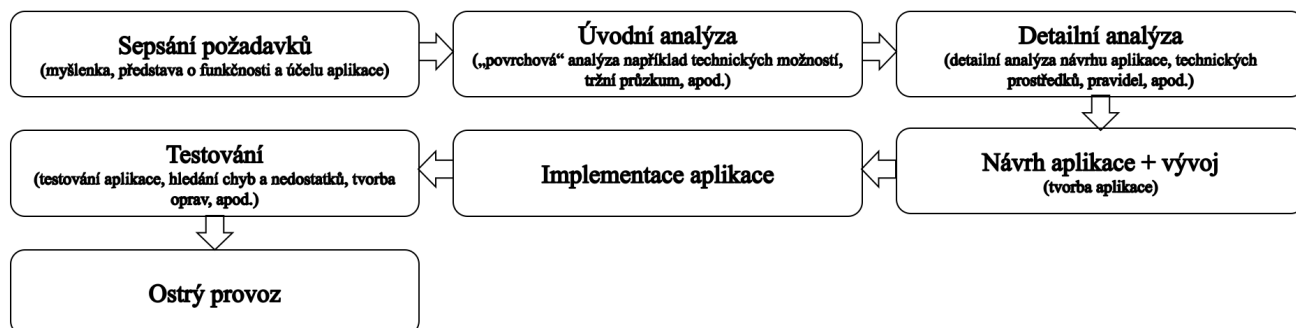 Sepsání požadavků
(myšlenka, představa o funkčnosti a účelu aplikace)
Úvodní analýza
(„povrchová“ analýza například technických možností,
tržní průzkum, apod.)
Detailní analýza
(detailní analýza návrhu aplikace, technických
prostředků, pravidel, apod.)
Návrh aplikace + vývoj
(tvorba aplikace)
Implementace aplikace
Testování
(testování aplikace, hledání chyb a nedostatků, tvorba
oprav, apod.)
Ostrý provoz